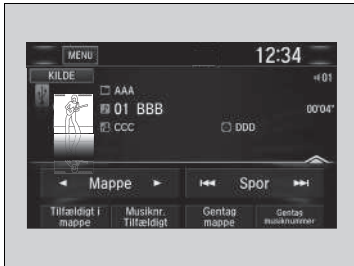 MENU 12:34
KILDE 01
AAA
01 BBB 00'04"
CCC DDD
Mappe Spor
Tilfældigt i mappe
Musiknr. Tilfældigt
Gentag mappe
Gentag musiknummer